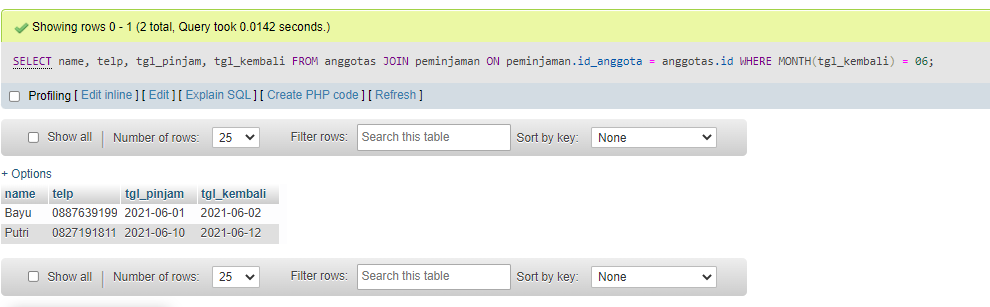 Showing rows 0 - 1 (2 total, Query took 0.0142 seconds.)
SELECT name, telp, tgl_pinjam, tgl_kembali FROM anggotas JOIN peminjaman ON peminjaman.id_anggota = anggotas.id WHERE MONTH(tgl_kembali) = 06;
Profiling [ Edit inline ] [ Edit ] [ Explain SQL ] [ Create PHP code ] [ Refresh ]
Show all | Number of rows: 25 Filter rows: Search this table Sort by key: None
+ Options
name telp tgl_pinjam tgl_kembali
Bayu 0887639199 2021-06-01 2021-06-02
Putri 0827191811 2021-06-10 2021-06-12
Show all | Number of rows: 25 Filter rows: Search this table Sort by key: None